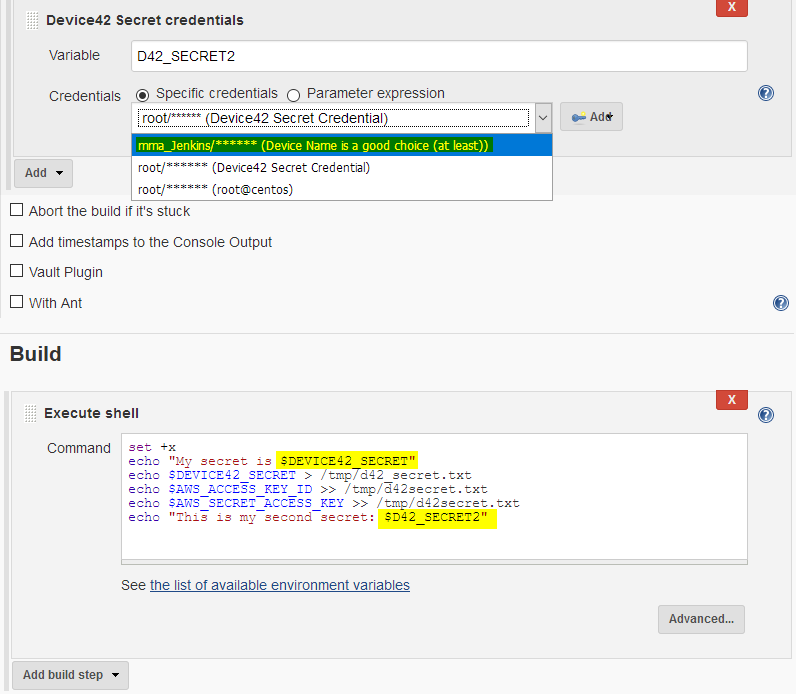 Device42 Secret credentials
X
Variable
D42_SECRET2
Credentials
Specific credentials
Parameter expression
root/****** (Device42 Secret Credential)
Add
mma_Jenkins/****** (Device Name is a good choice (at least))
root/****** (Device42 Secret Credential)
root/****** (root@centos)
Add
Abort the build if it's stuck
Add timestamps to the Console Output
Vault Plugin
With Ant
Build
X
Execute shell
Command
set +x
echo "My secret is $DEVICE42_SECRET"
echo $DEVICE42_SECRET > /tmp/d42_secret.txt
echo $AWS_ACCESS_KEY_ID >> /tmp/d42secret.txt
echo $AWS_SECRET_ACCESS_KEY >> /tmp/d42secret.txt
echo "This is my second secret: $D42_SECRET2"
See the list of available environment variables
Advanced...
Add build step